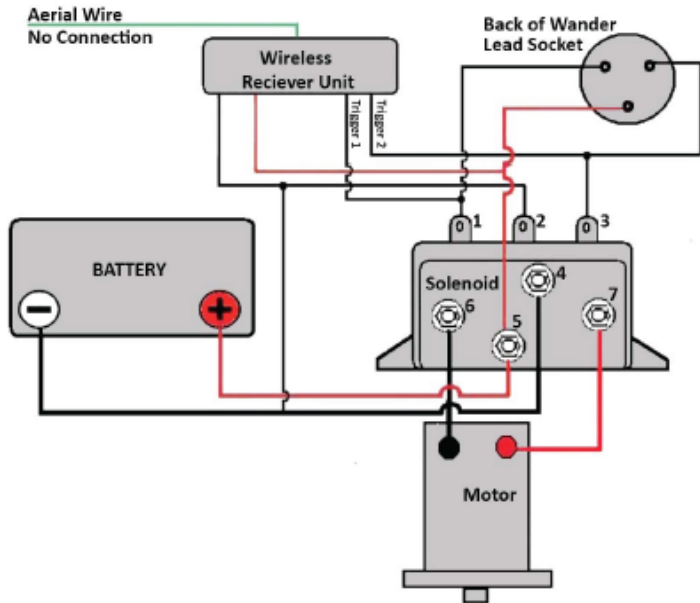 Aerial Wire
No Connection
Wireless
Reciever Unit
Back of Wander
Lead Socket
Trigger 1
Trigger 2
1
2
3
BATTERY
Solenoid
4
6
7
5
Motor